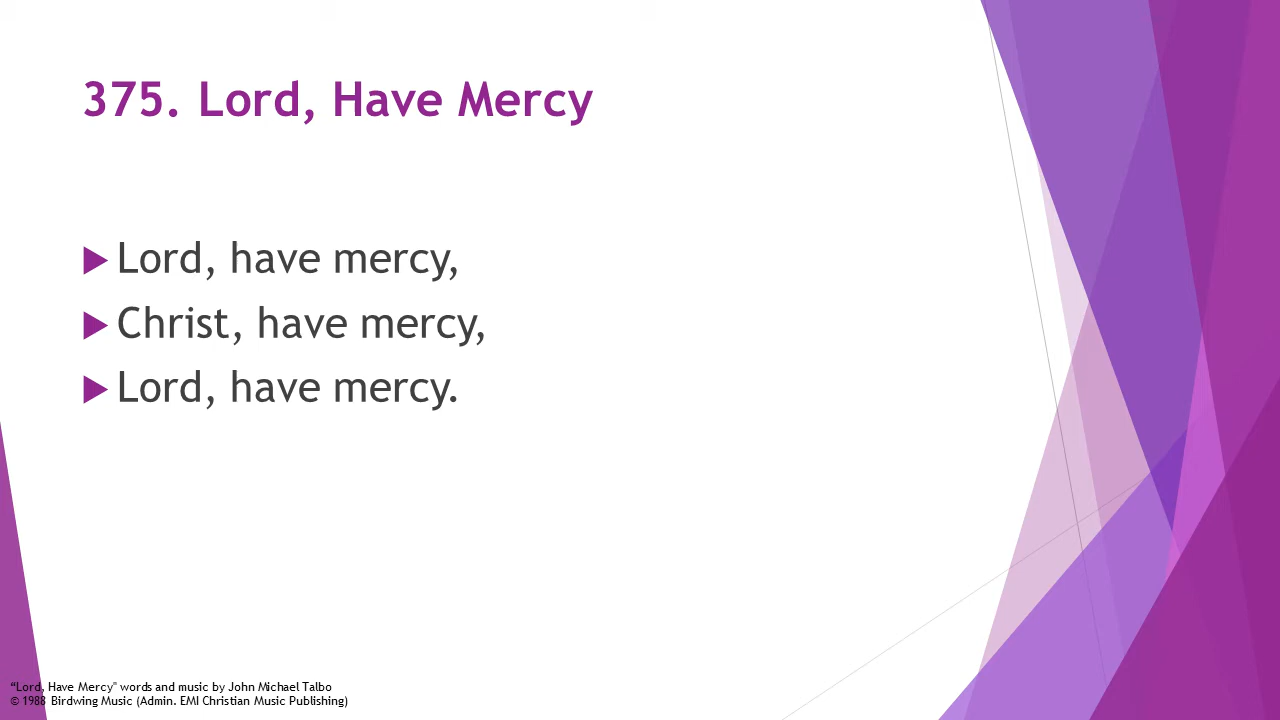 375. Lord, Have Mercy
Lord, have mercy,
Christ, have mercy,
Lord, have mercy.
“Lord, Have Mercy" words and music by John Michael Talbo
© 1988 Birdwing Music (Admin. EMI Christian Music Publishing)